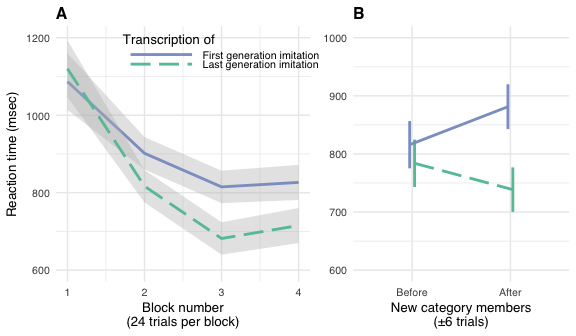 A
Transcription of
First generation imitation
Last generation imitation
Reaction time (msec)
1200
1000
800
600
1
2
3
4
Block number
(24 trials per block)
B
1000
900
800
700
600
Before
After
New category members
(±6 trials)